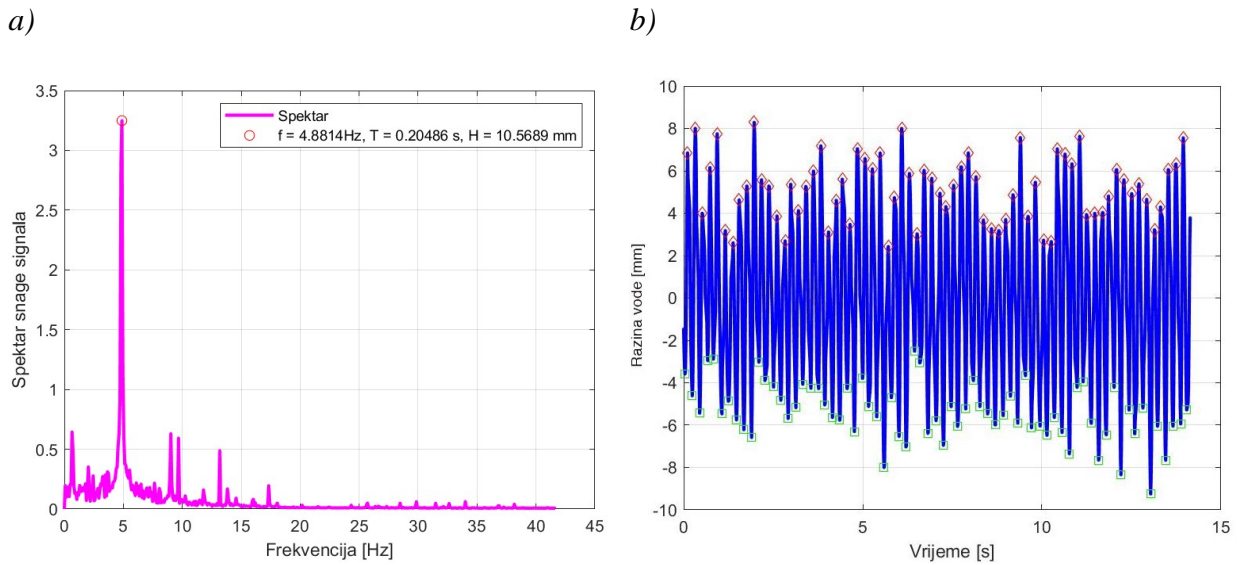 a)
b)
3.5
3
2.5
2
1.5
1
0.5
0
Spektar snage signala
0 5 10 15 20 25 30 35 40 45
Frekvencija [Hz]
Spektar
f = 4.8814Hz, T = 0.20486 s, H = 10.5689 mm
10
8
6
4
2
0
-2
-4
-6
-8
-10
Razina vode [mm]
0 5 10 15
Vrijeme [s]